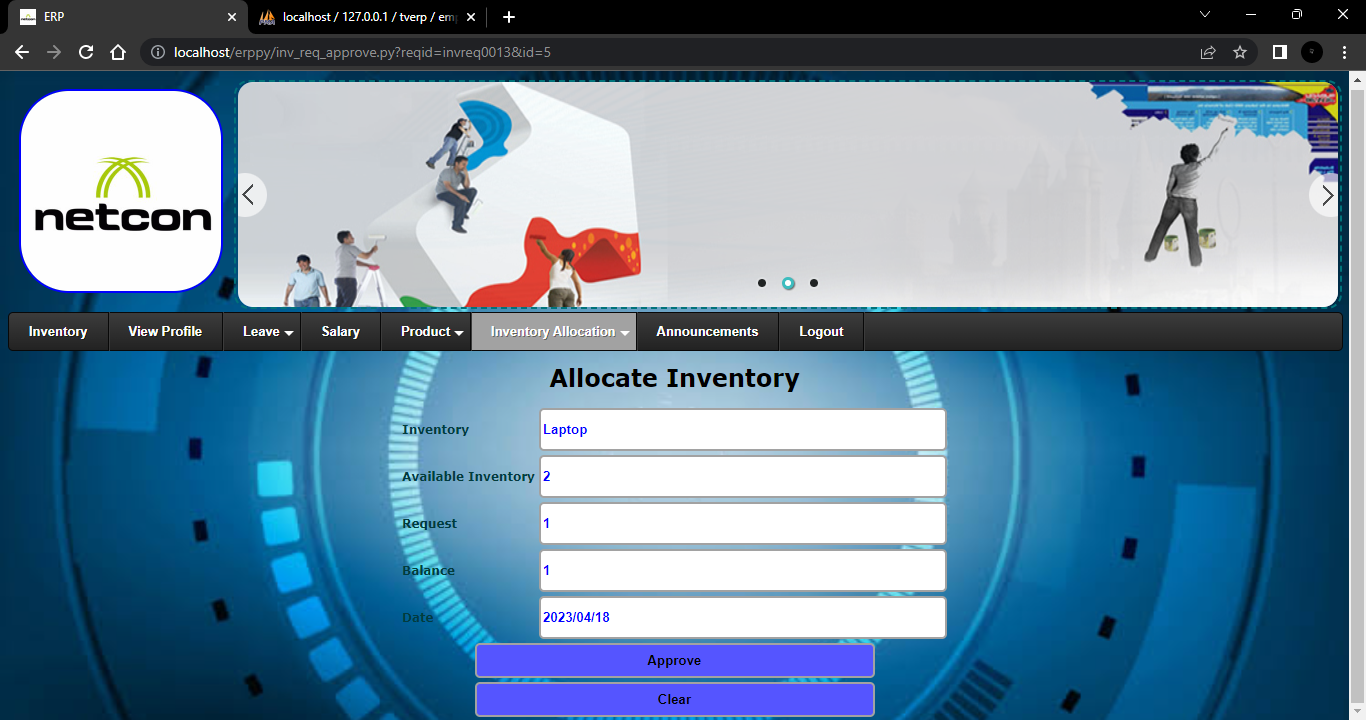 ERP
localhost / 127.0.0.1 / tverp / emp
localhost/erppy/inv_req_approve.py?reqid=invreq0013&id=5
netcon
Inventory View Profile Leave Salary Product Inventory Allocation Announcements Logout
Allocate Inventory
Inventory Laptop
Available Inventory 2
Request 1
Balance 1
Date 2023/04/18
Approve
Clear